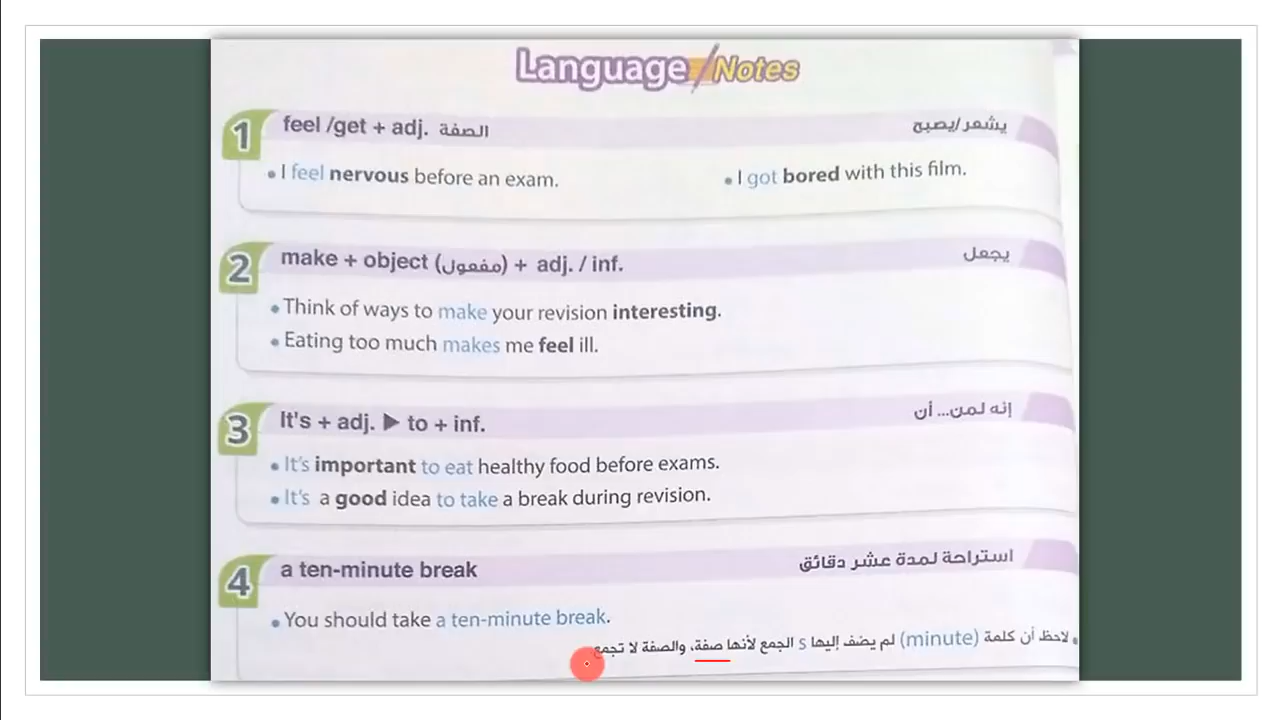 Language Notes
1 feel /get + adj. الصفة يشعر/يصبح
• I feel nervous before an exam. • I got bored with this film.
2 make + object (مفعول) + adj. / inf. يجعل
• Think of ways to make your revision interesting.
• Eating too much makes me feel ill.
3 It's + adj. ▶ to + inf. إنه لمن... أن
• It's important to eat healthy food before exams.
• It's a good idea to take a break during revision.
4 a ten-minute break استراحة لمدة عشر دقائق
• You should take a ten-minute break.
• لاحظ أن كلمة (minute) لم يضف إليها s الجمع لأنها صفة، والصفة لا تجمع